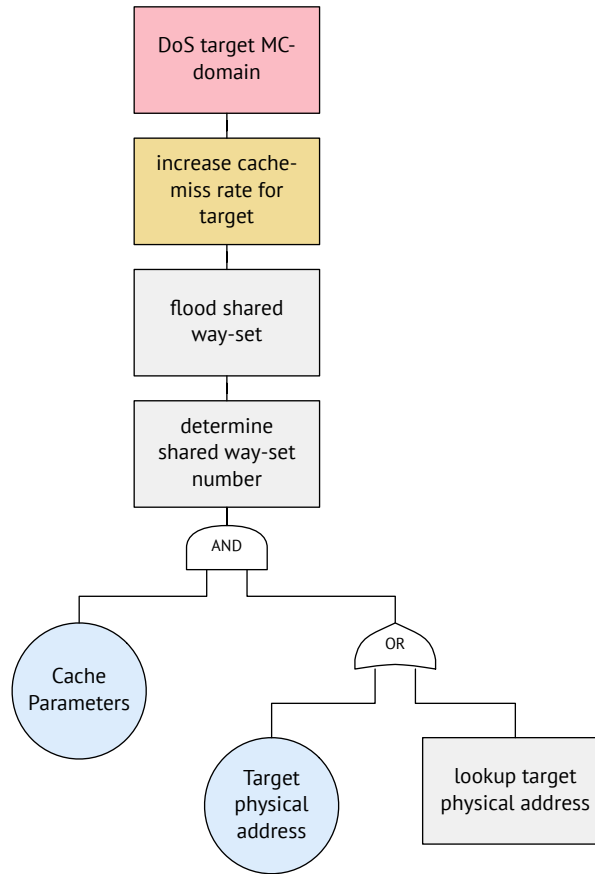 DoS target MC-
domain
increase cache-
miss rate for
target
flood shared
way-set
determine
shared way-set
number
AND
OR
Cache
Parameters
Target
physical
address
lookup target
physical address